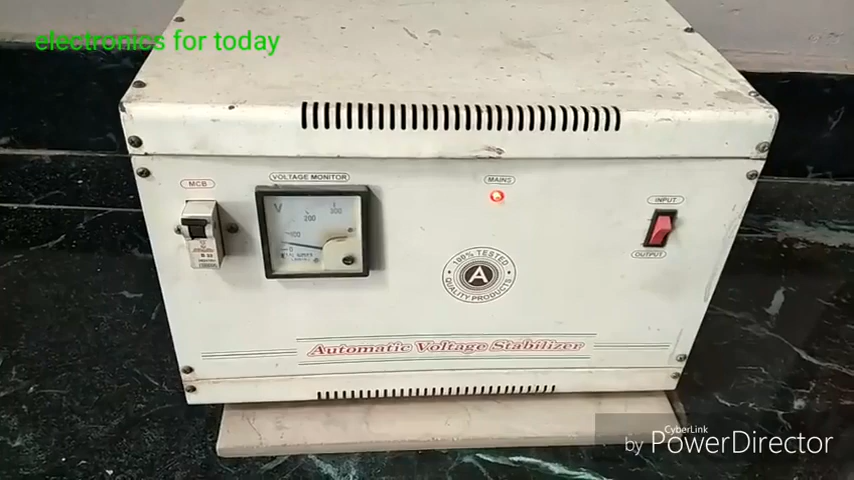 electronics for today
MCB
VOLTAGE MONITOR
MAINS
INPUT
V
100
200
300
0
OUTPUT
100% TESTED
A
QUALITY PRODUCTS
Automatic Voltage Stabilizer
CyberLink
by PowerDirector